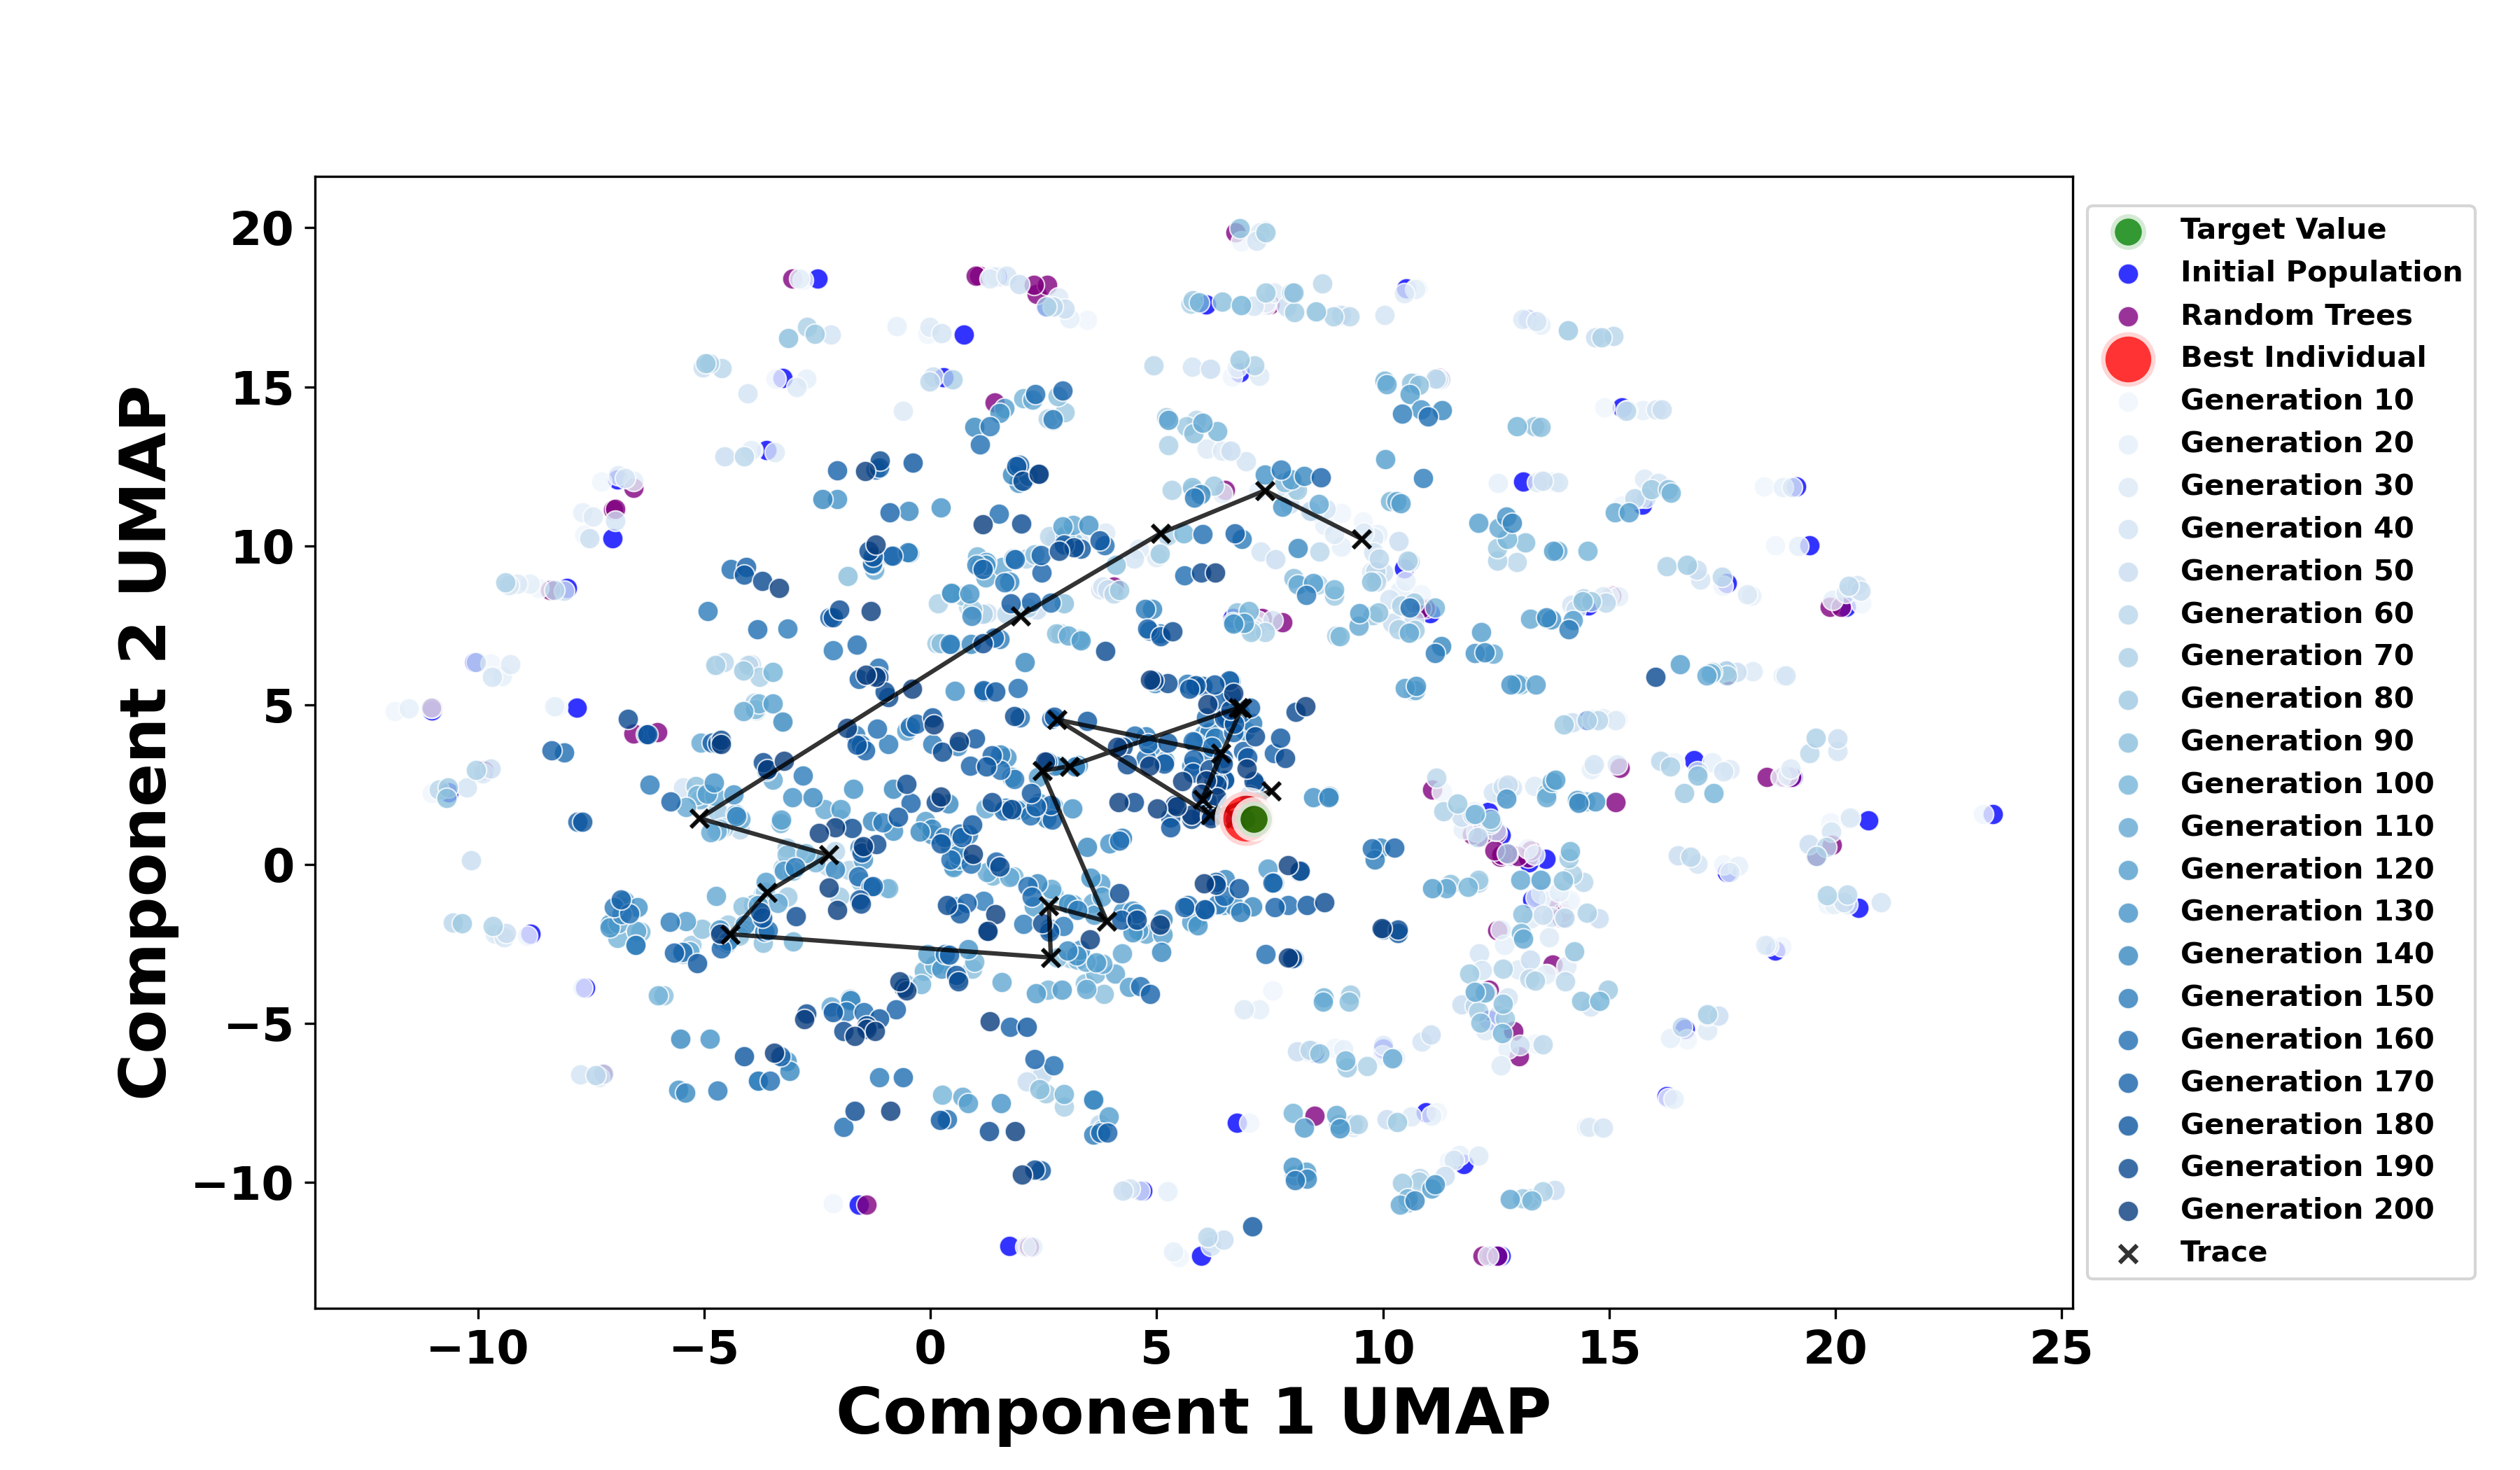 20
15
10
5
0
−5
−10
Component 2 UMAP
−10
−5
0
5
10
15
20
25
Component 1 UMAP
Target Value
Initial Population
Random Trees
Best Individual
Generation 10
Generation 20
Generation 30
Generation 40
Generation 50
Generation 60
Generation 70
Generation 80
Generation 90
Generation 100
Generation 110
Generation 120
Generation 130
Generation 140
Generation 150
Generation 160
Generation 170
Generation 180
Generation 190
Generation 200
Trace